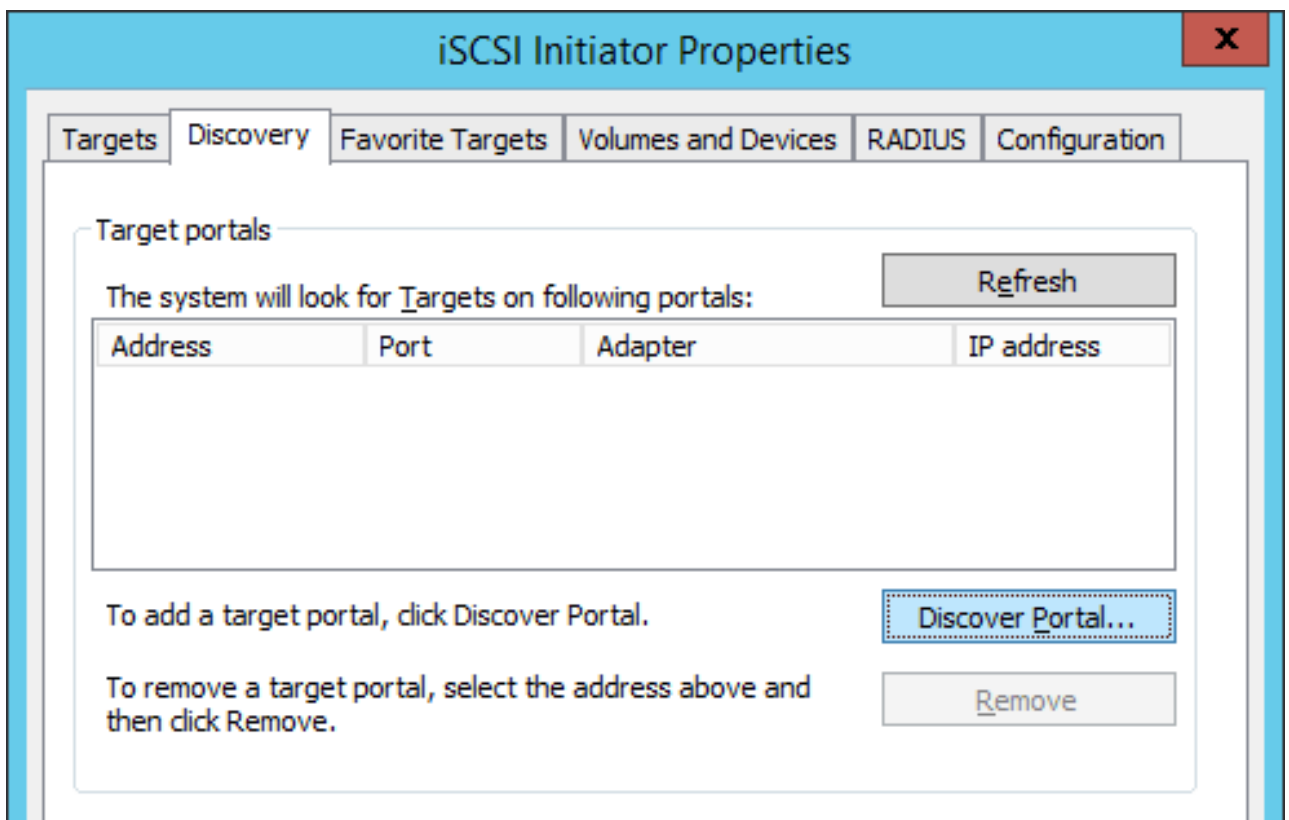 iSCSI Initiator Properties
x
Targets Discovery Favorite Targets Volumes and Devices RADIUS Configuration
Target portals
Refresh
The system will look for Targets on following portals:
Address Port Adapter IP address
To add a target portal, click Discover Portal.
Discover Portal...
To remove a target portal, select the address above and
then click Remove.
Remove